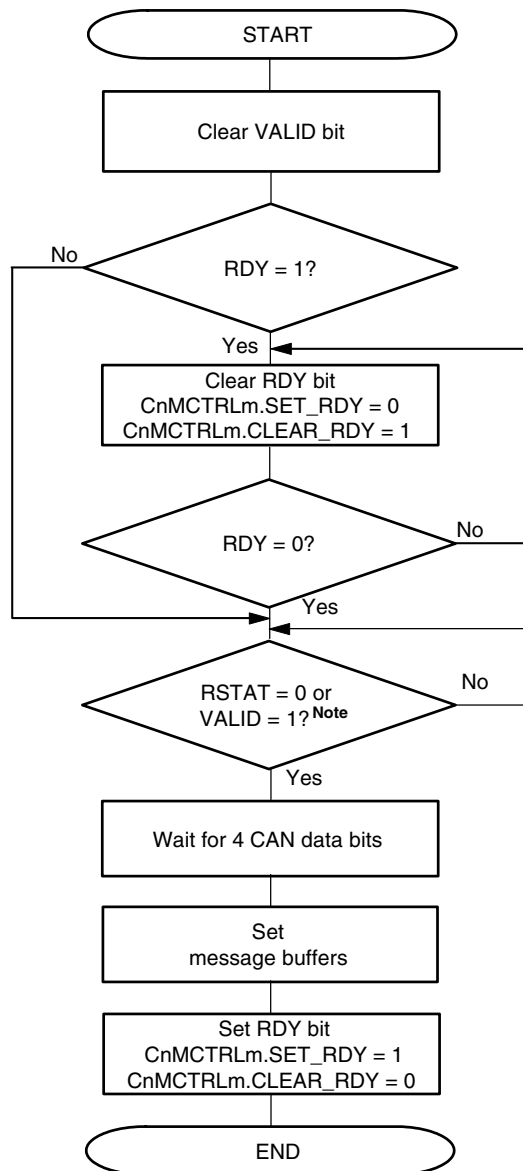 START
Clear VALID bit
No
RDY = 1?
Yes
Clear RDY bit
CnMCTRLm.SET_RDY = 0
CnMCTRLm.CLEAR_RDY = 1
RDY = 0?
No
Yes
RSTAT = 0 or
VALID = 1?Note
No
Yes
Wait for 4 CAN data bits
Set
message buffers
Set RDY bit
CnMCTRLm.SET_RDY = 1
CnMCTRLm.CLEAR_RDY = 0
END